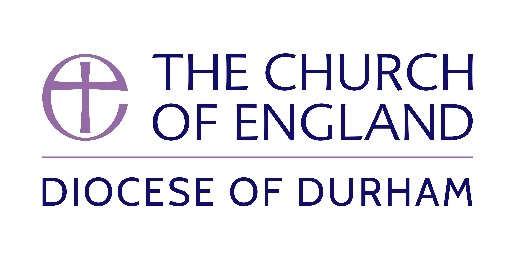 THE CHURCH
OF ENGLAND
DIOCESE OF DURHAM